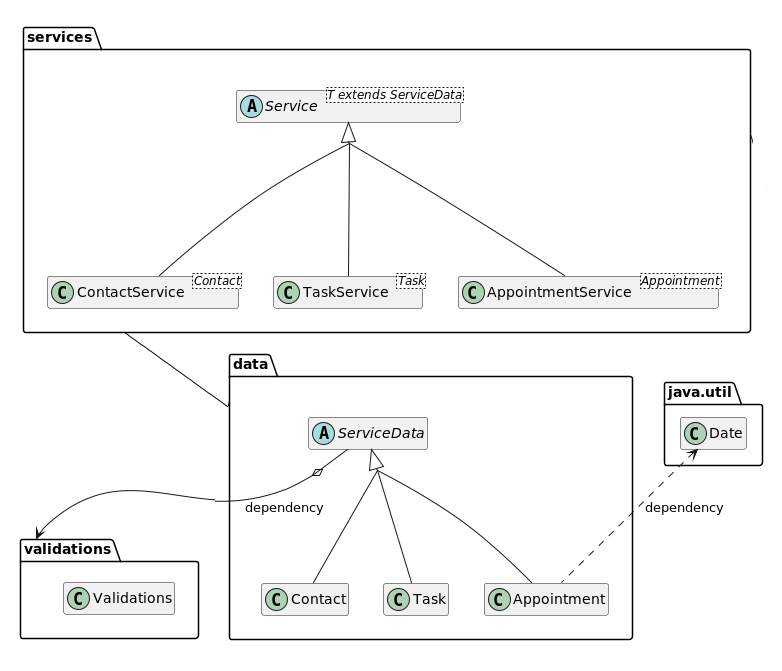 services
A Service T extends ServiceData
C ContactService Contact
C TaskService Task
C AppointmentService Appointment
data
java.util
A ServiceData
C Date
dependency
dependency
validations
C Validations
C Contact
C Task
C Appointment